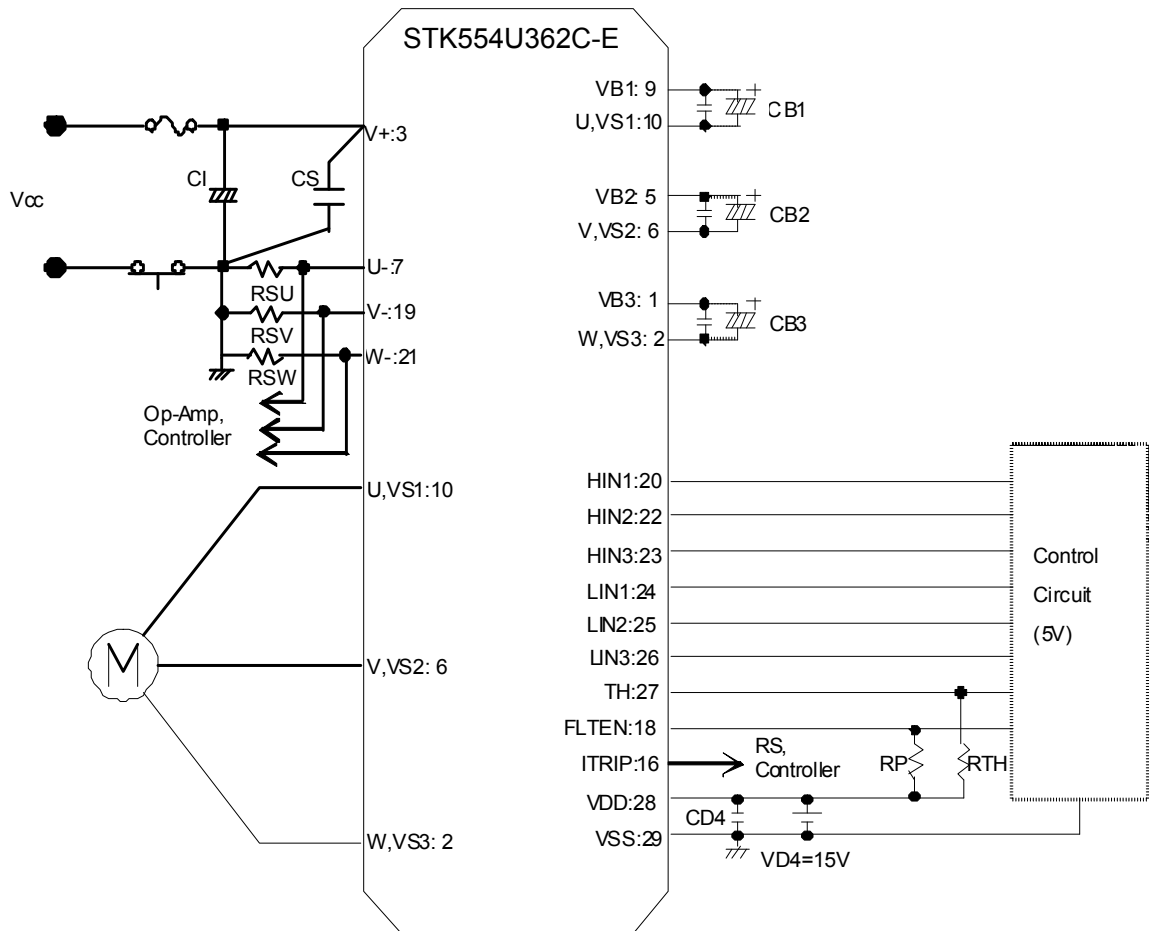 STK554U362C-E
VB1: 9
U,VS1:10
CB1
VB2: 5
V,VS2: 6
CB2
VB3: 1
W,VS3: 2
CB3
V+:3
CI
CS
Vcc
U-:7
RSU
V-:19
RSV
W-:21
RSW
Op-Amp,
Controller
U,VS1:10
M
V,VS2: 6
W,VS3: 2
HIN1:20
HIN2:22
HIN3:23
LIN1:24
LIN2:25
LIN3:26
TH:27
FLTEN:18
ITRIP:16
VDD:28
VSS:29
RS,
Controller
RP
RTH
CD4
VD4=15V
Control
Circuit
(5V)
+
+
+